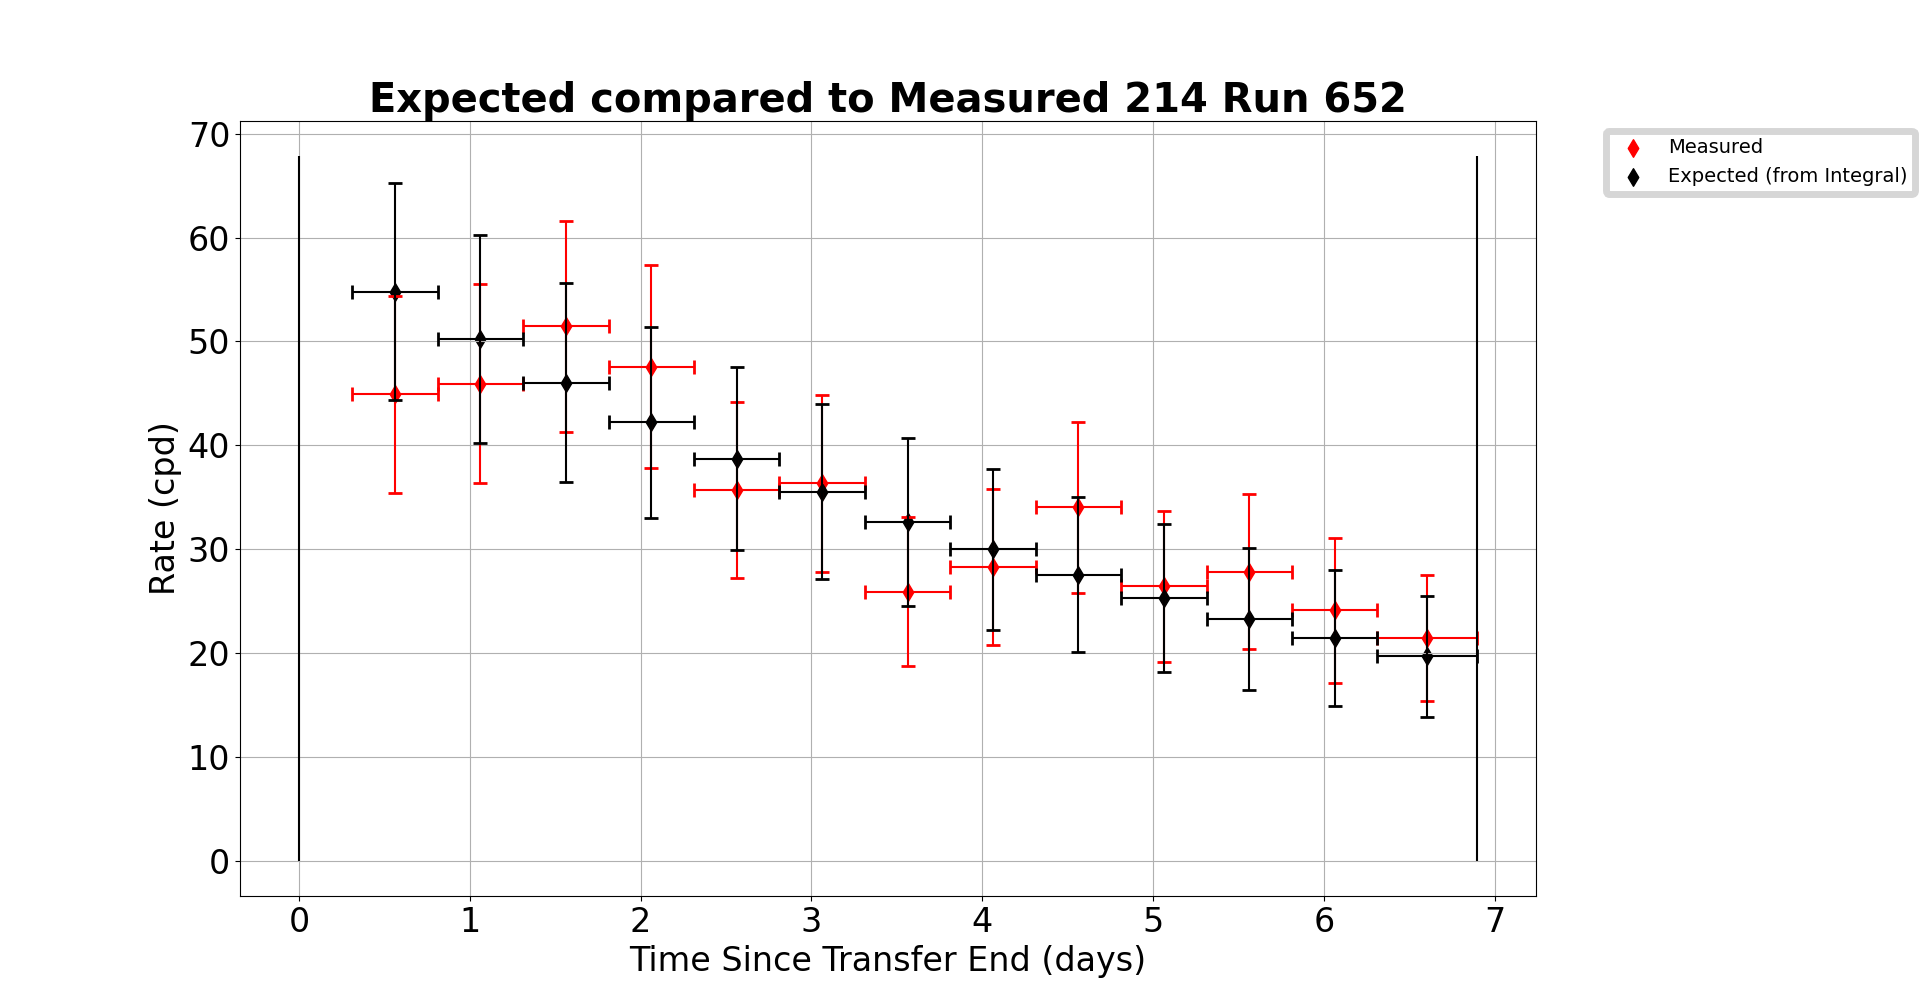 Expected compared to Measured 214 Run 652
Measured
Expected (from Integral)
70
60
50
40
30
20
10
0
Rate (cpd)
0 1 2 3 4 5 6 7
Time Since Transfer End (days)